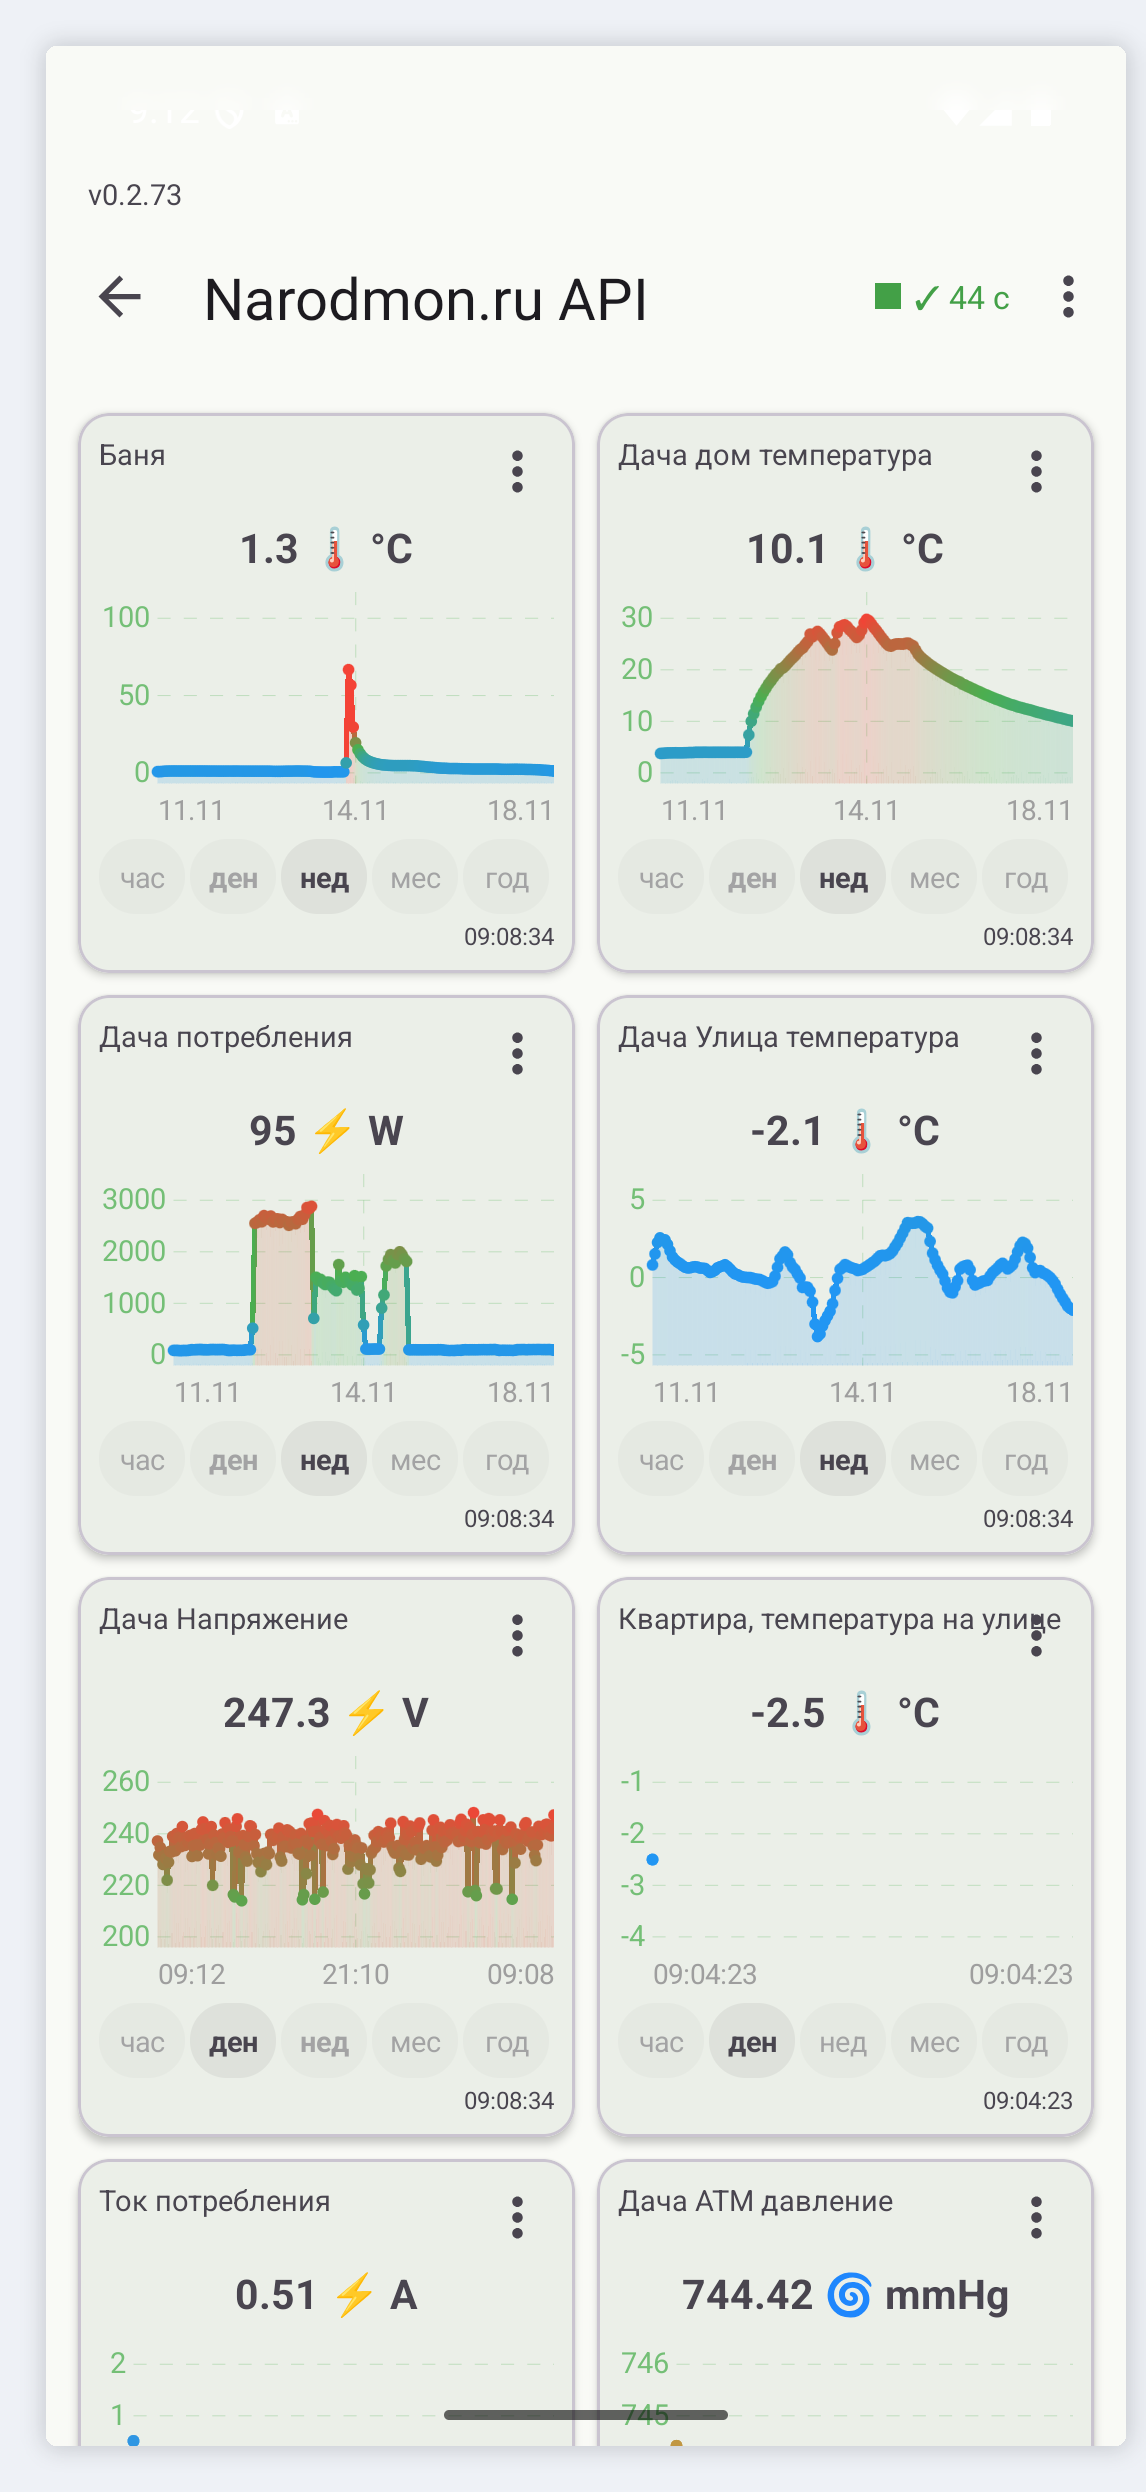 9:12
v0.2.73
Narodmon.ru API ✓ 44 с
Баня
1.3 🌡️ °C
100
50
0
11.11 14.11 18.11
час ден нед мес год
09:08:34
Дача дом температура
10.1 🌡️ °C
30
20
10
0
11.11 14.11 18.11
час ден нед мес год
09:08:34
Дача потребления
95 ⚡ W
3000
2000
1000
0
11.11 14.11 18.11
час ден нед мес год
09:08:34
Дача Улица температура
-2.1 🌡️ °C
5
0
-5
11.11 14.11 18.11
час ден нед мес год
09:08:34
Дача Напряжение
247.3 ⚡ V
260
240
220
200
09:12 21:10 09:08
час ден нед мес год
09:08:34
Квартира, температура на улице
-2.5 🌡️ °C
-1
-2
-3
-4
09:04:23 09:04:23
час ден нед мес год
09:04:23
Ток потребления
0.51 ⚡ A
2
1
Дача АТМ давление
744.42 🌀 mmHg
746
745